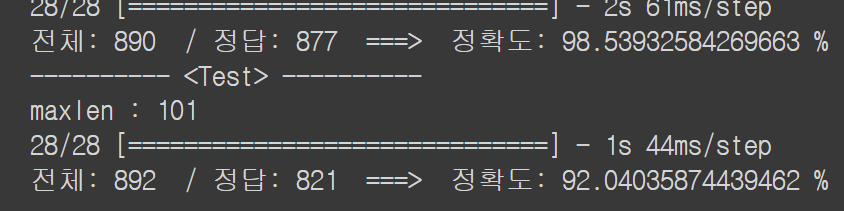 28/28 [==============================] - 2s 61ms/step
전체: 890  / 정답: 877  ===>  정확도: 98.53932584269663 %
---------- <Test> ----------
maxlen : 101
28/28 [==============================] - 1s 44ms/step
전체: 892  / 정답: 821  ===>  정확도: 92.04035874439462 %